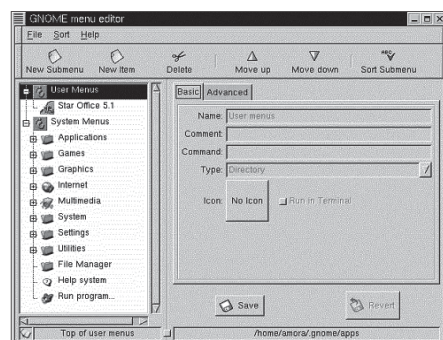 GNOME menu editor
File Sort Help
New Submenu New Item Delete Move up Move down Sort Submenu
User Menus
Star Office 5.1
System Menus
Applications
Games
Graphics
Internet
Multimedia
System
Settings
Utilities
File Manager
Help system
Run program...
Basic Advanced
Name: User menus
Comment:
Command:
Type: Directory
Icon: No Icon Run in Terminal
Save Revert
Top of user menus /home/amora/.gnome/apps